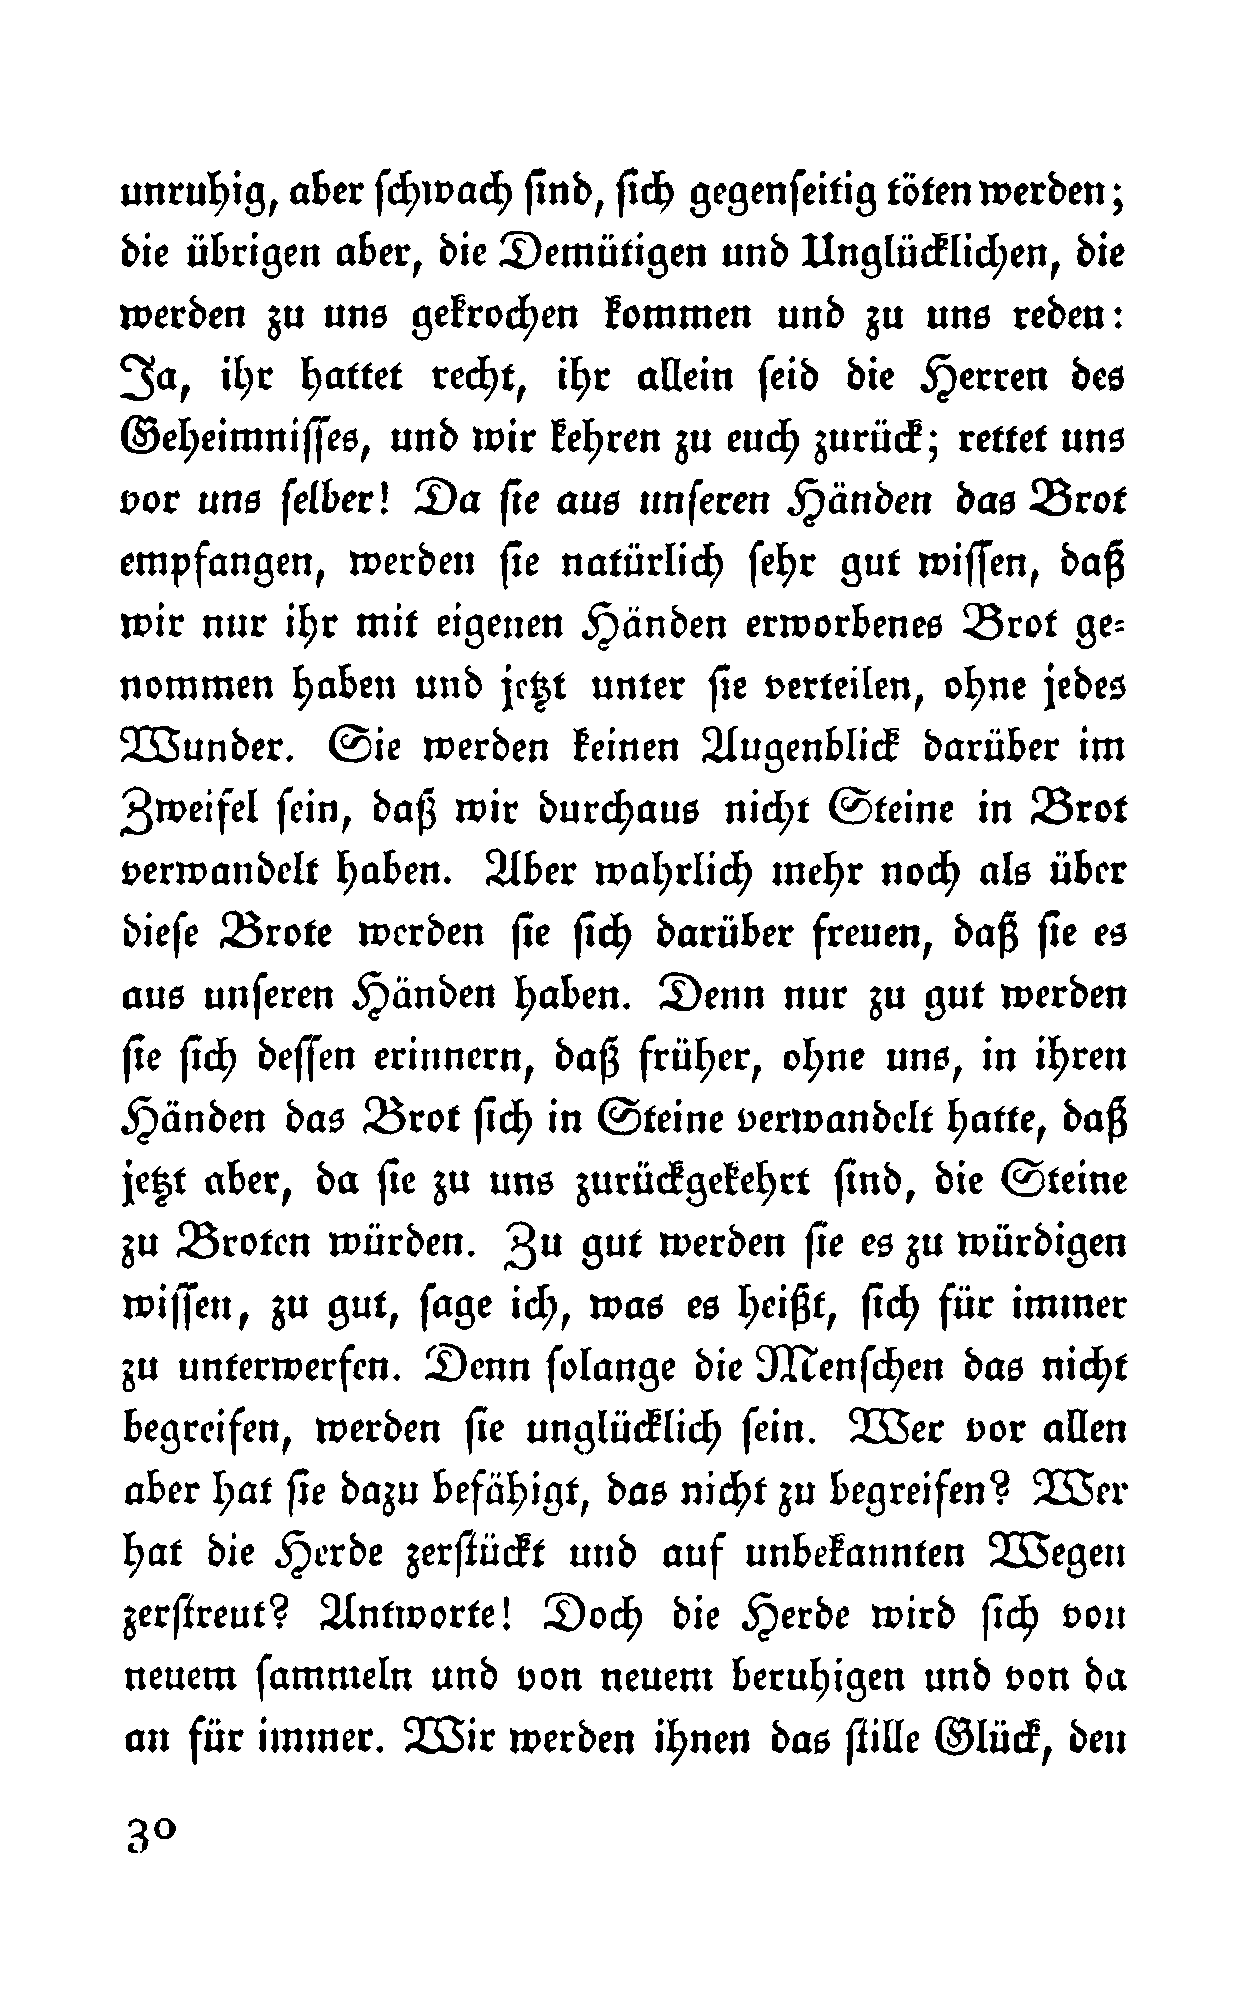 unruhig, aber ſchwach ſind, ſich gegenſeitig töten werden;
die übrigen aber, die Demütigen und Unglücklichen, die
werden zu uns gekrochen kommen und zu uns reden:
Ja, ihr hattet recht, ihr allein ſeid die Herren des
Geheimniſſes, und wir kehren zu euch zurück; rettet uns
vor uns ſelber! Da ſie aus unſeren Händen das Brot
empfangen, werden ſie natürlich ſehr gut wiſſen, daß
wir nur ihr mit eigenen Händen erworbenes Brot ge-
nommen haben und jetzt unter ſie verteilen, ohne jedes
Wunder. Sie werden keinen Augenblick darüber im
Zweifel ſein, daß wir durchaus nicht Steine in Brot
verwandelt haben. Aber wahrlich mehr noch als über
dieſe Brote werden ſie ſich darüber freuen, daß ſie es
aus unſeren Händen haben. Denn nur zu gut werden
ſie ſich deſſen erinnern, daß früher, ohne uns, in ihren
Händen das Brot ſich in Steine verwandelt hatte, daß
jetzt aber, da ſie zu uns zurückgekehrt ſind, die Steine
zu Broten würden. Zu gut werden ſie es zu würdigen
wiſſen, zu gut, ſage ich, was es heißt, ſich für immer
zu unterwerfen. Denn ſolange die Menſchen das nicht
begreifen, werden ſie unglücklich ſein. Wer vor allen
aber hat ſie dazu befähigt, das nicht zu begreifen? Wer
hat die Herde zerſtückt und auf unbekannten Wegen
zerſtreut? Antworte! Doch die Herde wird ſich von
neuem ſammeln und von neuem beruhigen und von da
an für immer. Wir werden ihnen das ſtille Glück, den
30